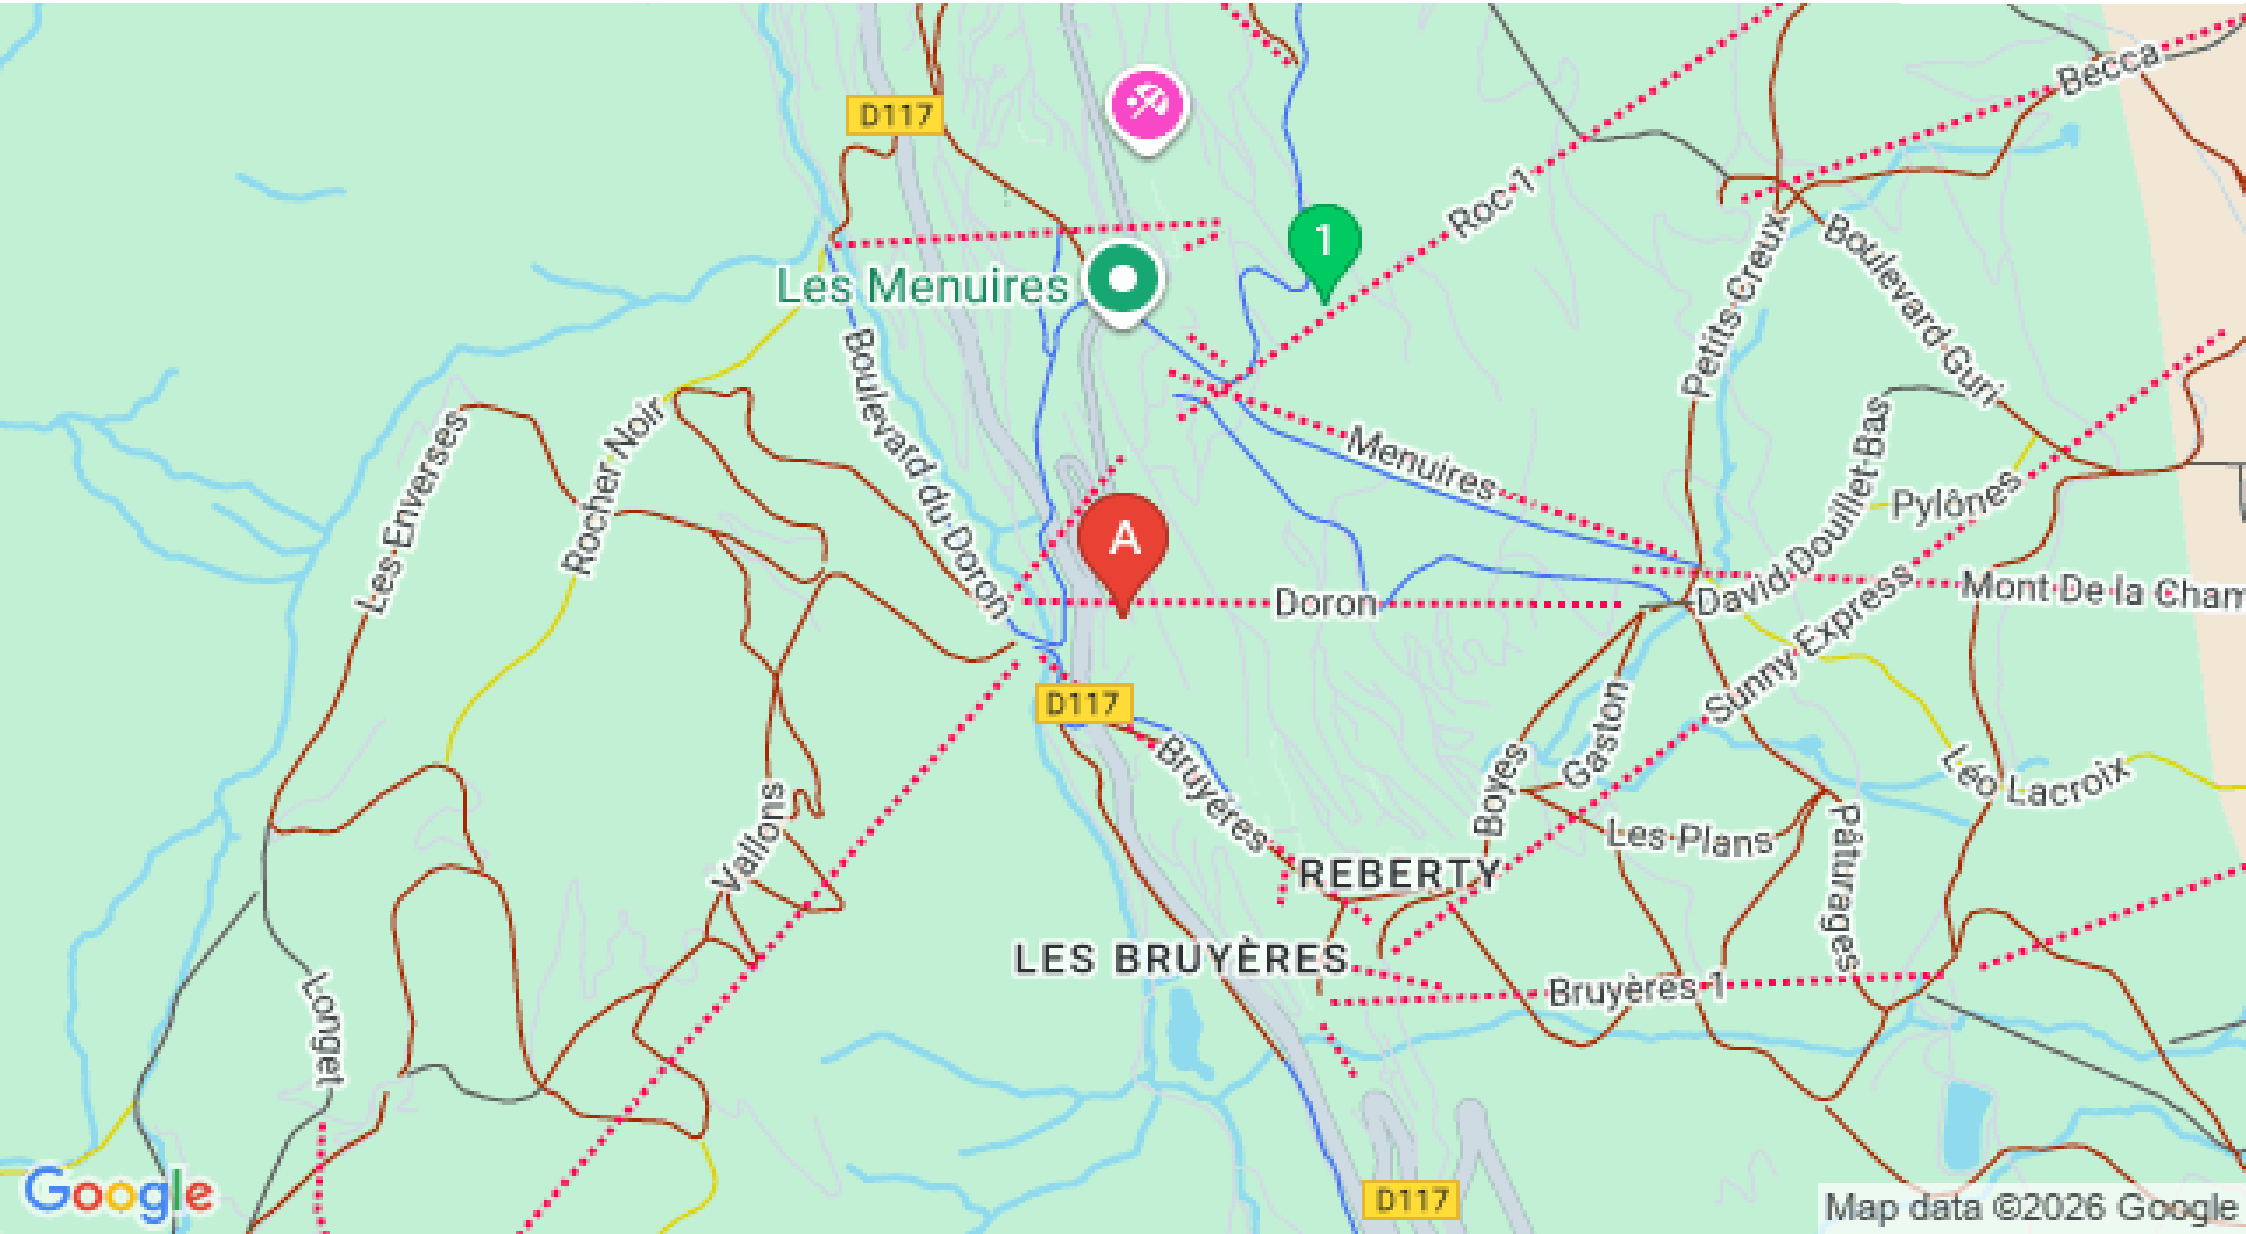 D117
Becca
Roc 1
1
Les Menuires
Petits Creux
Boulevard Guri
Boulevard du Doron
Les Enverses
Rocher Noir
Menuires
David Douillet Bas
Pylônes
A
Doron
Mont De la Cham
Sunny Express
D117
Bruyères
Gaston
Boyes
Léo Lacroix
Les Plans
Vallons
Pâturages
REBERTY
LES BRUYÈRES
Bruyères 1
Longet
D117
Google
Map data ©2026 Google